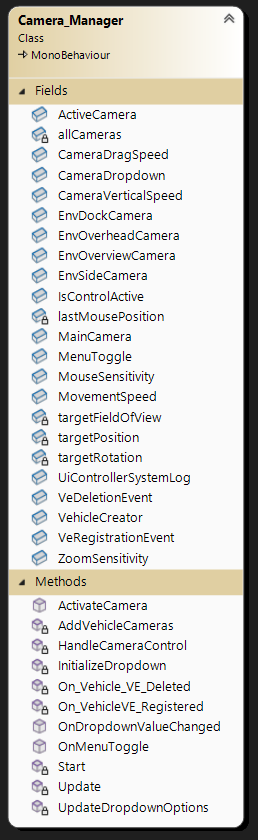 Camera_Manager
Class
MonoBehaviour
Fields
ActiveCamera
allCameras
CameraDragSpeed
CameraDropdown
CameraVerticalSpeed
EnvDockCamera
EnvOverheadCamera
EnvOverviewCamera
EnvSideCamera
IsControlActive
lastMousePosition
MainCamera
MenuToggle
MouseSensitivity
MovementSpeed
targetFieldOfView
targetPosition
targetRotation
UiControllerSystemLog
VeDeletionEvent
VehicleCreator
VeRegistrationEvent
ZoomSensitivity
Methods
ActivateCamera
AddVehicleCameras
HandleCameraControl
InitializeDropdown
On_Vehicle_VE_Deleted
On_VehicleVE_Registered
OnDropdownValueChanged
OnMenuToggle
Start
Update
UpdateDropdownOptions